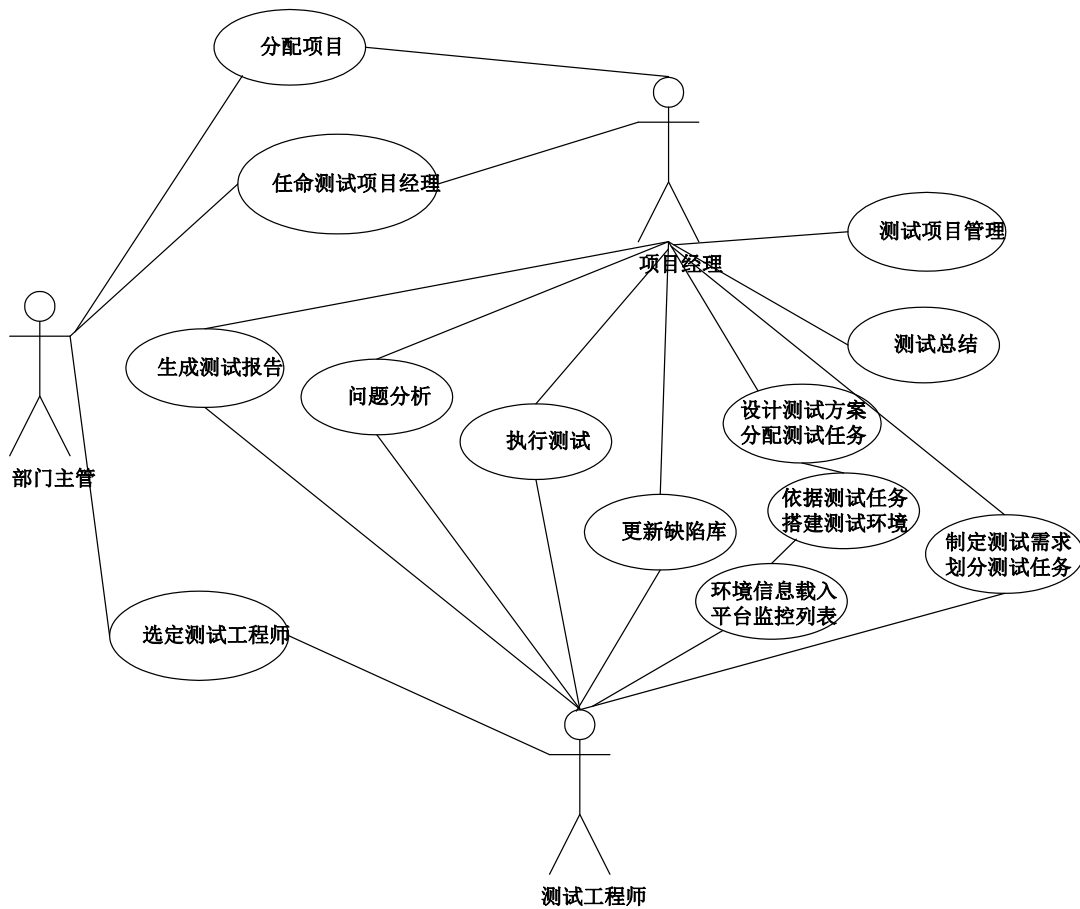 分配项目
任命测试项目经理
测试项目管理
项目经理
测试总结
生成测试报告
问题分析
设计测试方案
分配测试任务
执行测试
部门主管
依据测试任务
搭建测试环境
更新缺陷库
制定测试需求
划分测试任务
环境信息载入
平台监控列表
选定测试工程师
测试工程师